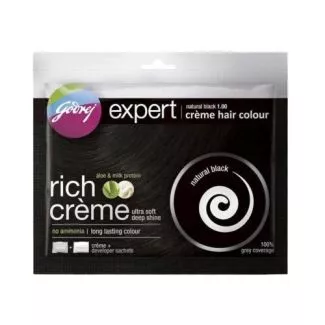 Godrej
expert
natural black 1.00
crème hair colour
aloe & milk protein
rich
crème
ultra soft
deep shine
no ammonia | long lasting colour
crème +
developer sachets
natural black
100%
grey coverage